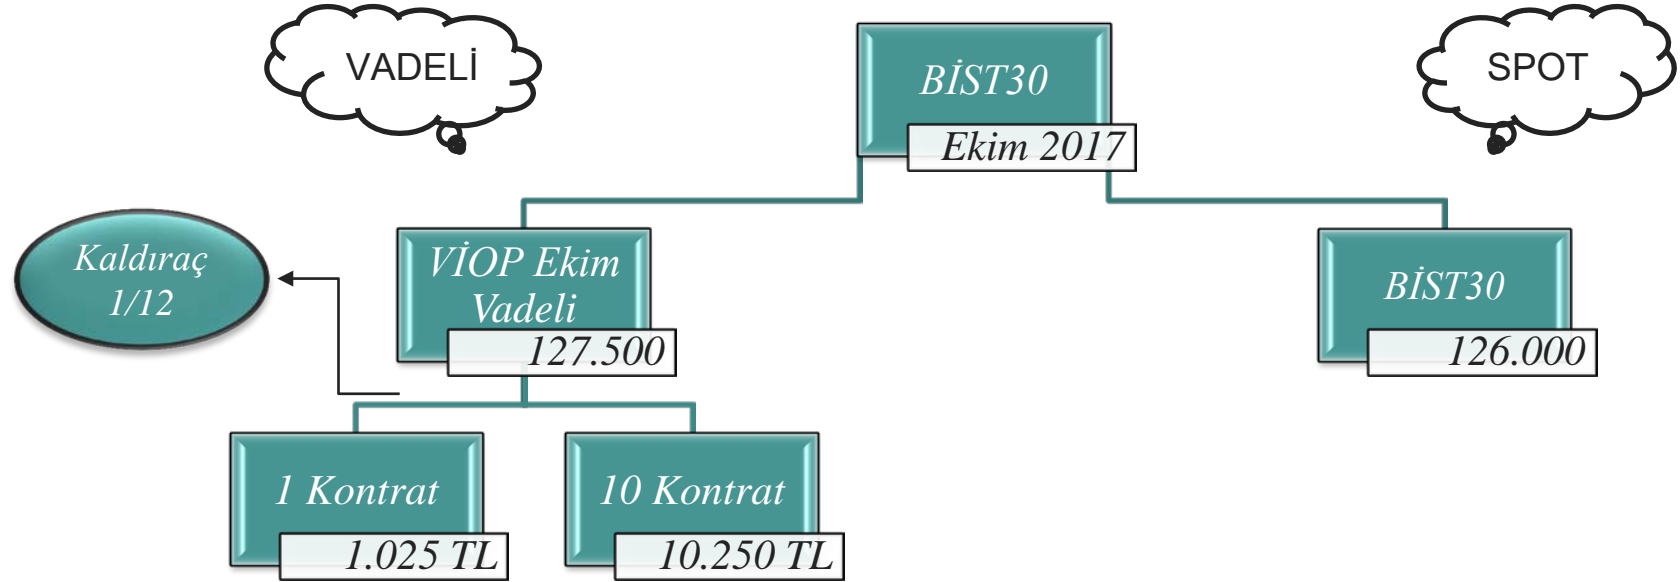 VADELİ
BİST30
SPOT
Ekim 2017
Kaldıraç
1/12
VİOP Ekim
Vadeli
127.500
BİST30
126.000
1 Kontrat
1.025 TL
10 Kontrat
10.250 TL